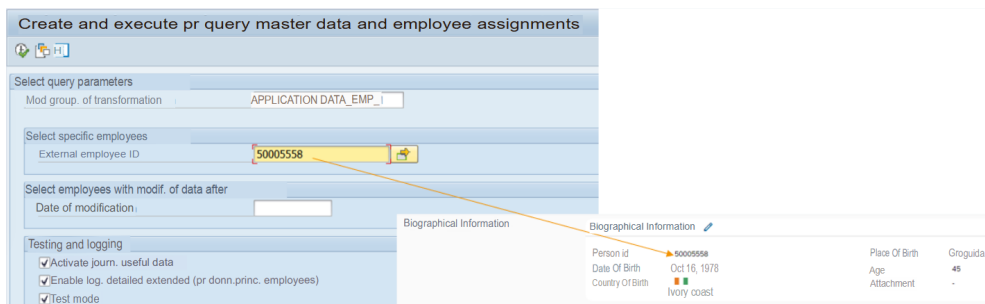 Create and execute pr query master data and employee assignments
Select query parameters
Mod group. of transformation
APPLICATION DATA_EMP_
Select specific employees
External employee ID
50005558
Select employees with modif. of data after
Date of modification
Testing and logging
Activate journ. useful data
Enable log. detailed extended (pr donn.princ. employees)
Test mode
Biographical Information
Biographical Information
Person id
50005558
Date Of Birth
Oct 16, 1978
Country Of Birth
Ivory coast
Place Of Birth
Groguida
Age
45
Attachment
-